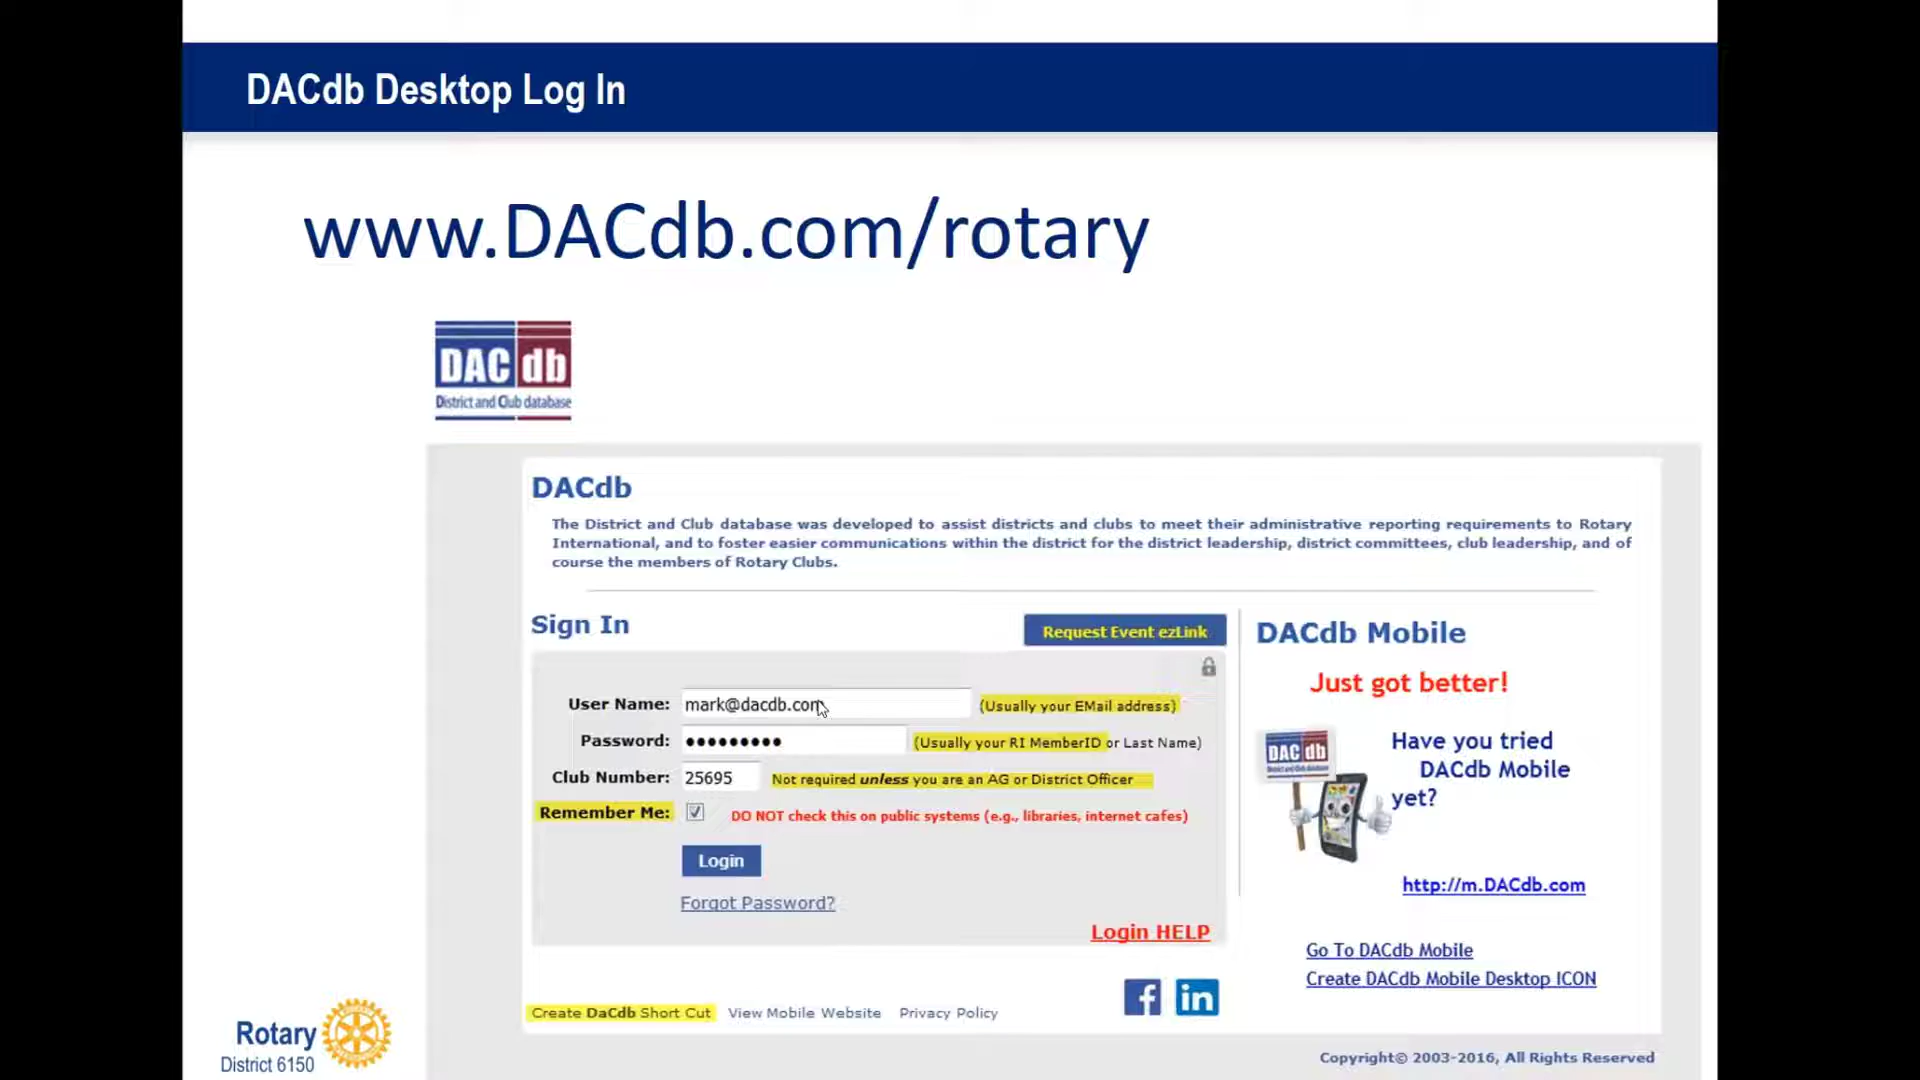 DACdb Desktop Log In
www.DACdb.com/rotary
DAC db
District and Club database
DACdb
The District and Club database was developed to assist districts and clubs to meet their administrative reporting requirements to Rotary
International, and to foster easier communications within the district for the district leadership, district committees, club leadership, and of
course the members of Rotary Clubs.
Sign In
Request Event ezLink
User Name: mark@dacdb.com (Usually your EMail address)
Password: ●●●●●●●●● (Usually your RI MemberID or Last Name)
Club Number: 25695 Not required unless you are an AG or District Officer
Remember Me: DO NOT check this on public systems (e.g., libraries, internet cafes)
Login
Forgot Password?
Login HELP
DACdb Mobile
Just got better!
DAC db
Have you tried
DACdb Mobile
yet?
http://m.DACdb.com
Go To DACdb Mobile
Create DACdb Mobile Desktop ICON
f in
Create DaCdb Short Cut View Mobile Website Privacy Policy
Copyright© 2003-2016, All Rights Reserved
Rotary
District 6150